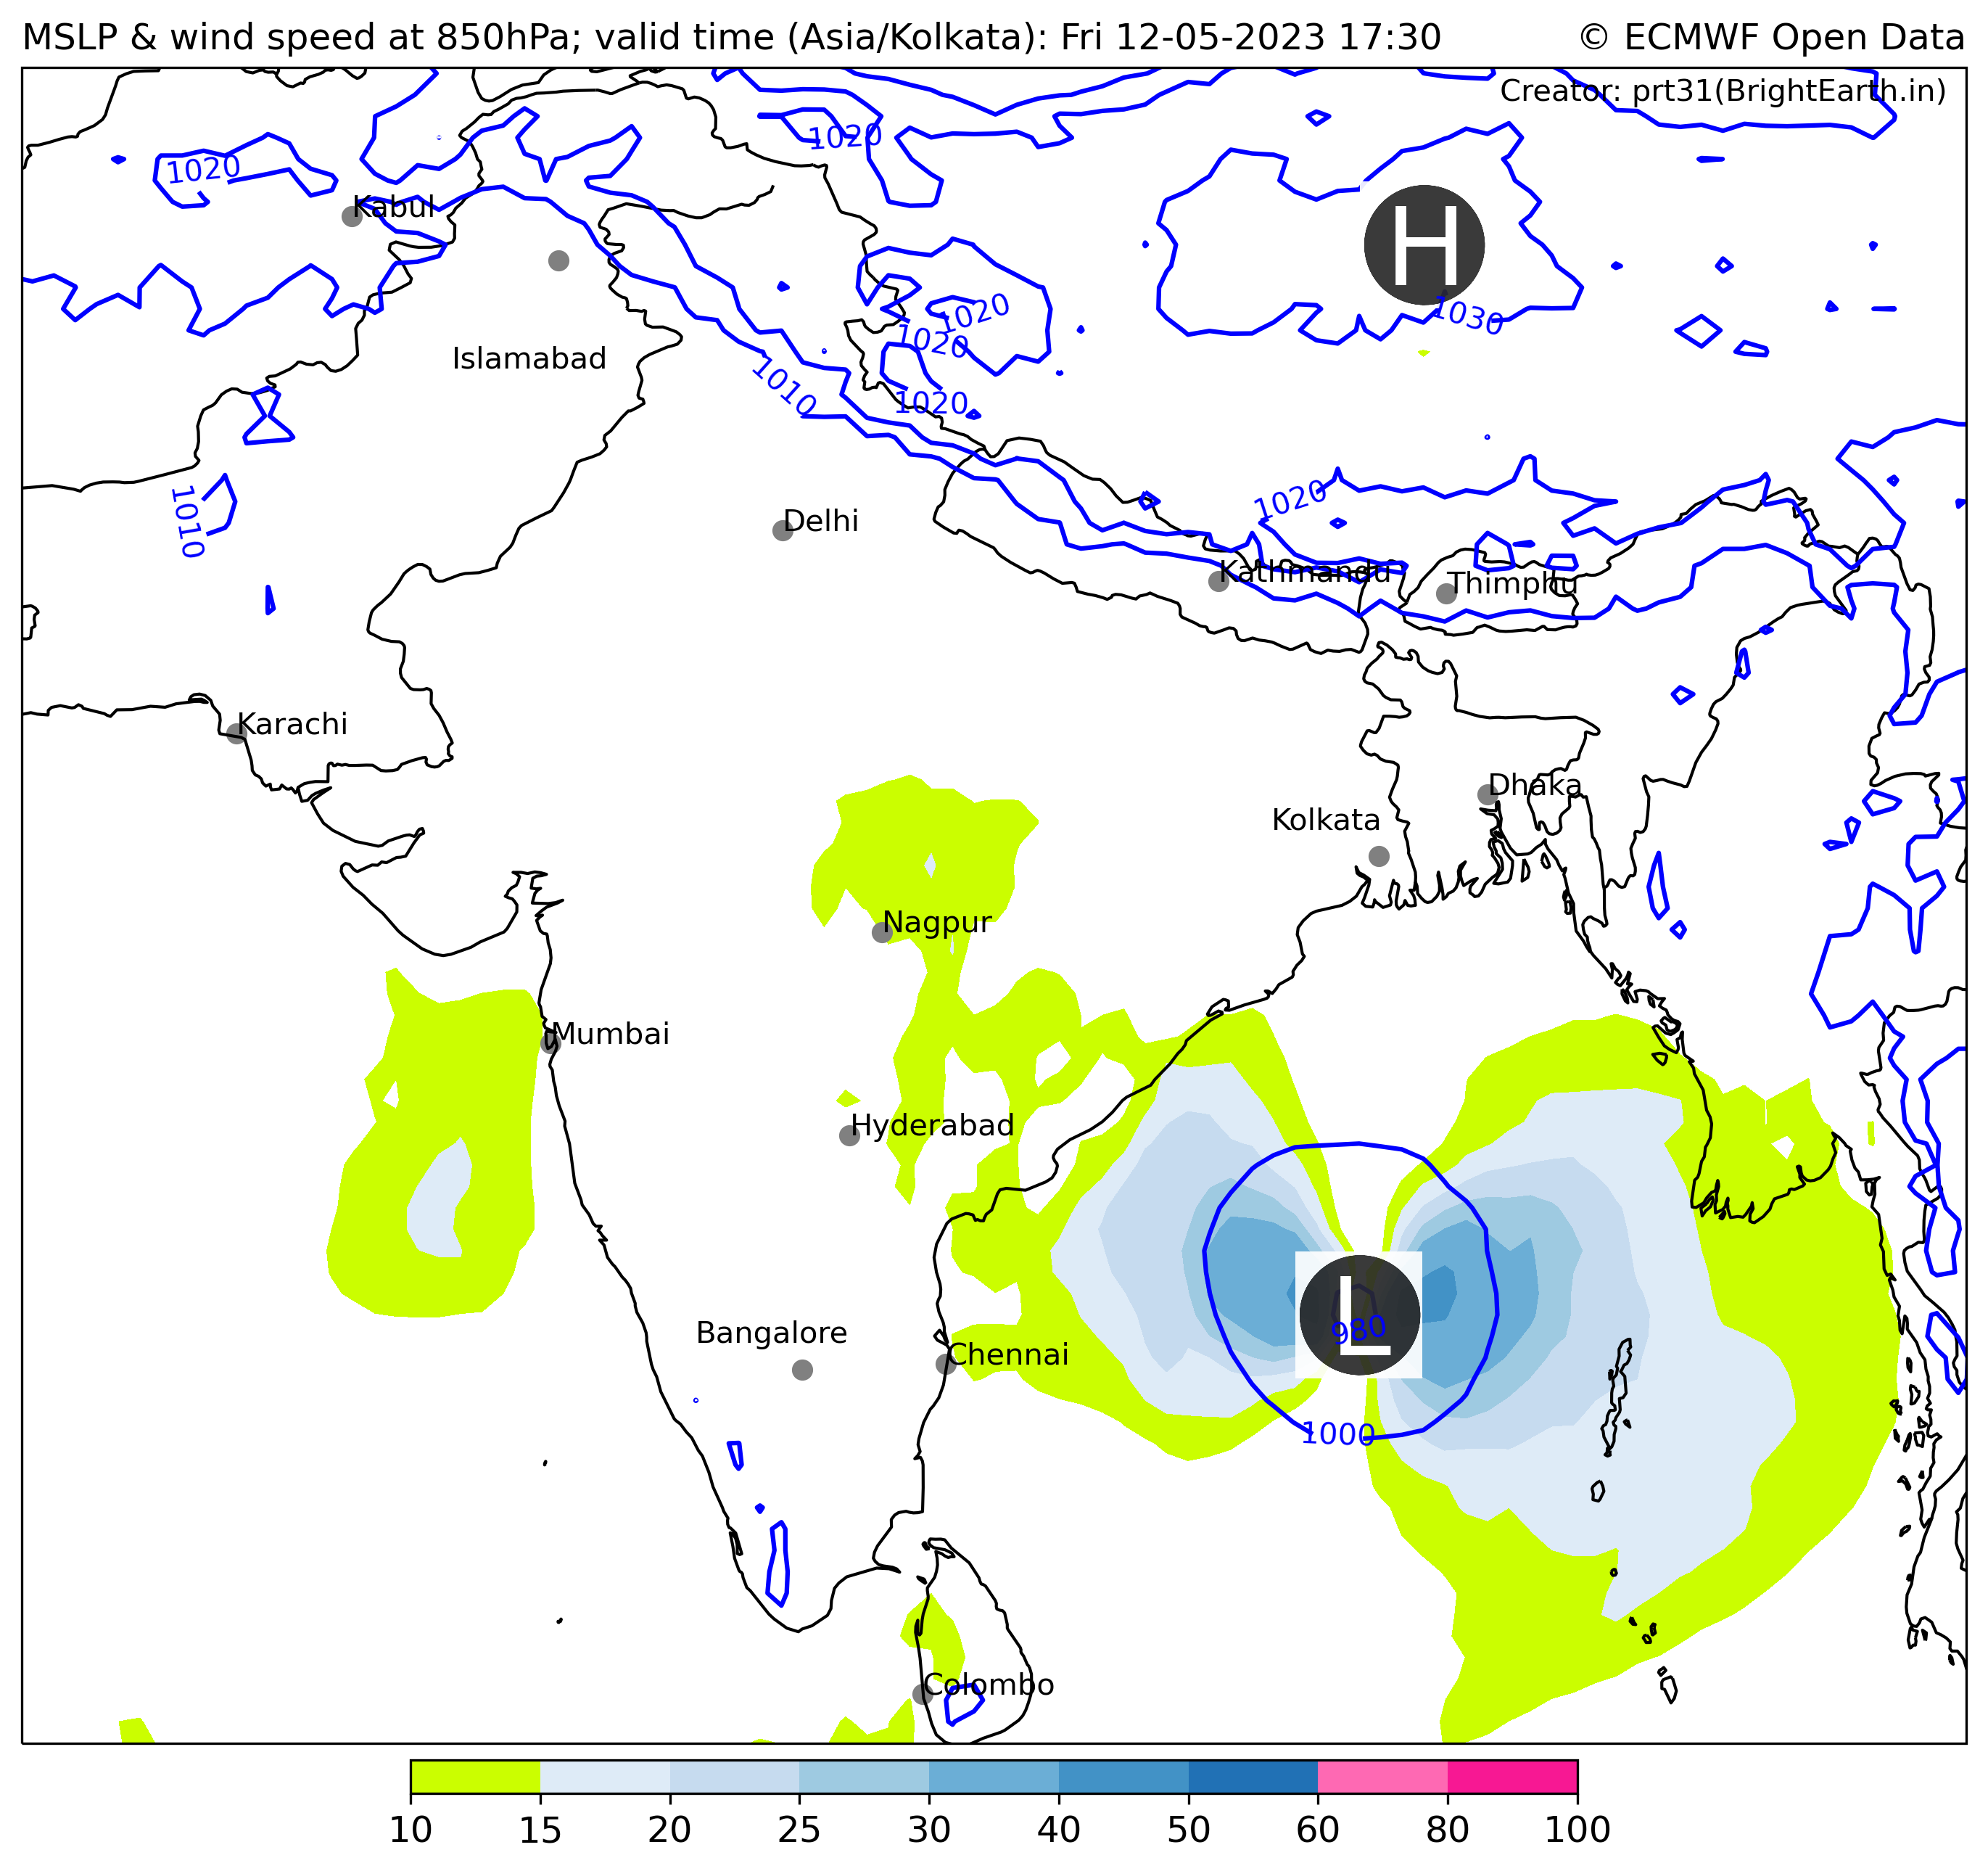 MSLP & wind speed at 850hPa; valid time (Asia/Kolkata): Fri 12-05-2023 17:30
© ECMWF Open Data
Creator: prt31(BrightEarth.in)
1020
1020
Kabul
H
1020
1030
1020
Islamabad
1010
1020
1010
1020
Delhi
Kathmandu
Thimphu
Karachi
Dhaka
Kolkata
Nagpur
Mumbai
Hyderabad
L
980
Bangalore
Chennai
1000
Colombo
10 15 20 25 30 40 50 60 80 100